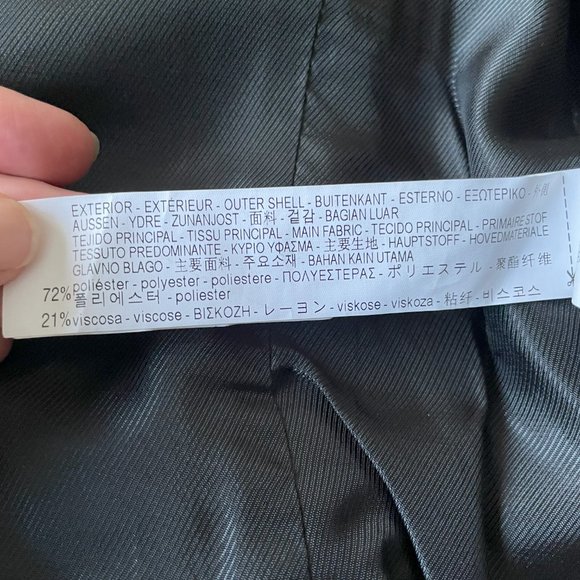 EXTERIOR - EXTÉRIEUR - OUTER SHELL - BUITENKANT - ESTERNO - ΕΞΩΤΕΡΙΚΟ -
AUSSEN - YDRE - ZUNANJOST - 面料 - 겉감 - BAGIAN LUAR
TEJIDO PRINCIPAL - TISSU PRINCIPAL - MAIN FABRIC - TECIDO PRINCIPAL - PRIMAIRE STOF
TESSUTO PREDOMINANTE - ΚΥΡΙΟ ΥΦΑΣΜΑ - 主要生地 - HAUPTSTOFF - HOVEDMATERIALE
GLAVNO BLAGO - 主要面料 - 주요소재 - BAHAN KAIN UTAMA
72% poliéster - polyester - poliestere - ΠΟΛΥΕΣΤΕΡΑΣ - ポリエステル - 聚酯纤维
폴리에스터 - poliester
21% viscosa - viscose - ΒΙΣΚΟΖΗ - レーヨン - viskose - viskoza - 粘纤 - 비스코스